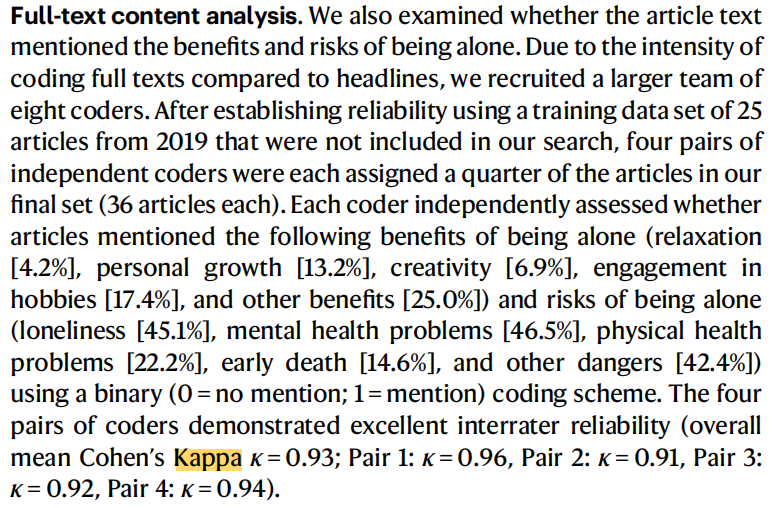 Full-text content analysis. We also examined whether the article text
mentioned the benefits and risks of being alone. Due to the intensity of
coding full texts compared to headlines, we recruited a larger team of
eight coders. After establishing reliability using a training data set of 25
articles from 2019 that were not included in our search, four pairs of
independent coders were each assigned a quarter of the articles in our
final set (36 articles each). Each coder independently assessed whether
articles mentioned the following benefits of being alone (relaxation
[4.2%], personal growth [13.2%], creativity [6.9%], engagement in
hobbies [17.4%], and other benefits [25.0%]) and risks of being alone
(loneliness [45.1%], mental health problems [46.5%], physical health
problems [22.2%], early death [14.6%], and other dangers [42.4%])
using a binary (0 = no mention; 1 = mention) coding scheme. The four
pairs of coders demonstrated excellent interrater reliability (overall
mean Cohen’s Kappa κ = 0.93; Pair 1: κ = 0.96, Pair 2: κ = 0.91, Pair 3:
κ = 0.92, Pair 4: κ = 0.94).